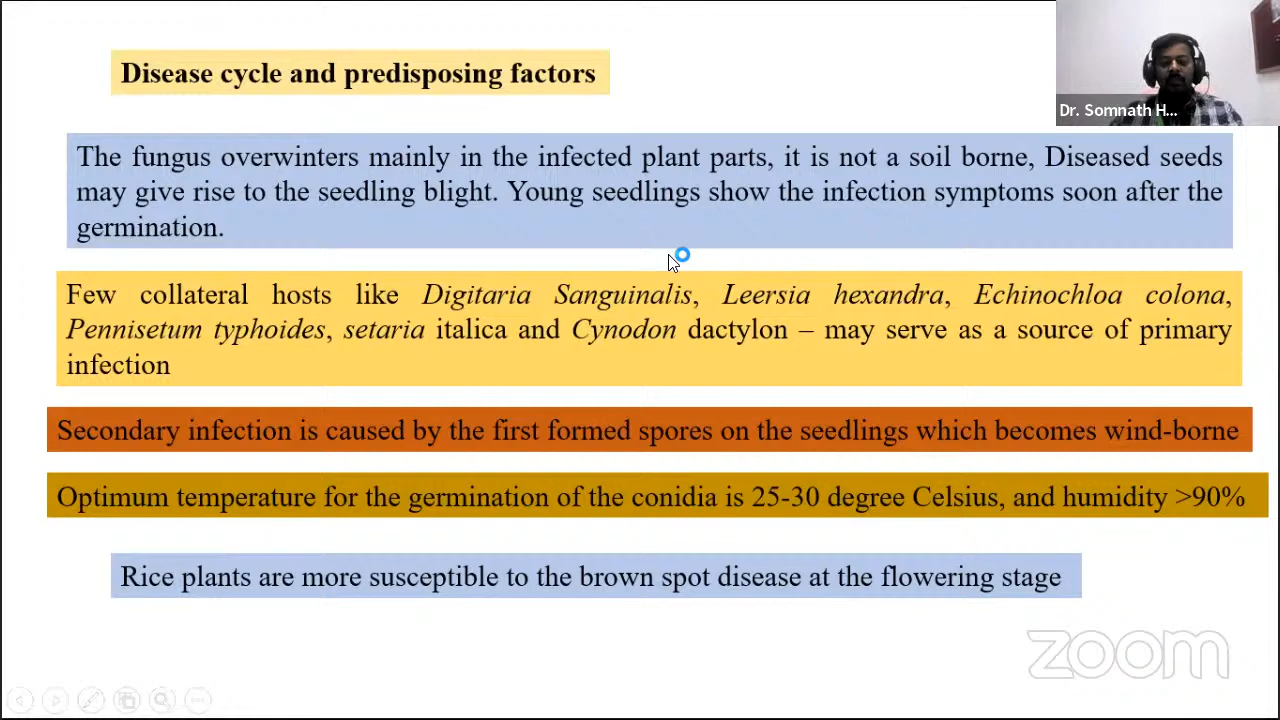 Disease cycle and predisposing factors
Dr. Somnath H...
The fungus overwinters mainly in the infected plant parts, it is not a soil borne, Diseased seeds
may give rise to the seedling blight. Young seedlings show the infection symptoms soon after the
germination.
Few collateral hosts like Digitaria Sanguinalis, Leersia hexandra, Echinochloa colona,
Pennisetum typhoides, setaria italica and Cynodon dactylon – may serve as a source of primary
infection
Secondary infection is caused by the first formed spores on the seedlings which becomes wind-borne
Optimum temperature for the germination of the conidia is 25-30 degree Celsius, and humidity >90%
Rice plants are more susceptible to the brown spot disease at the flowering stage
zoom